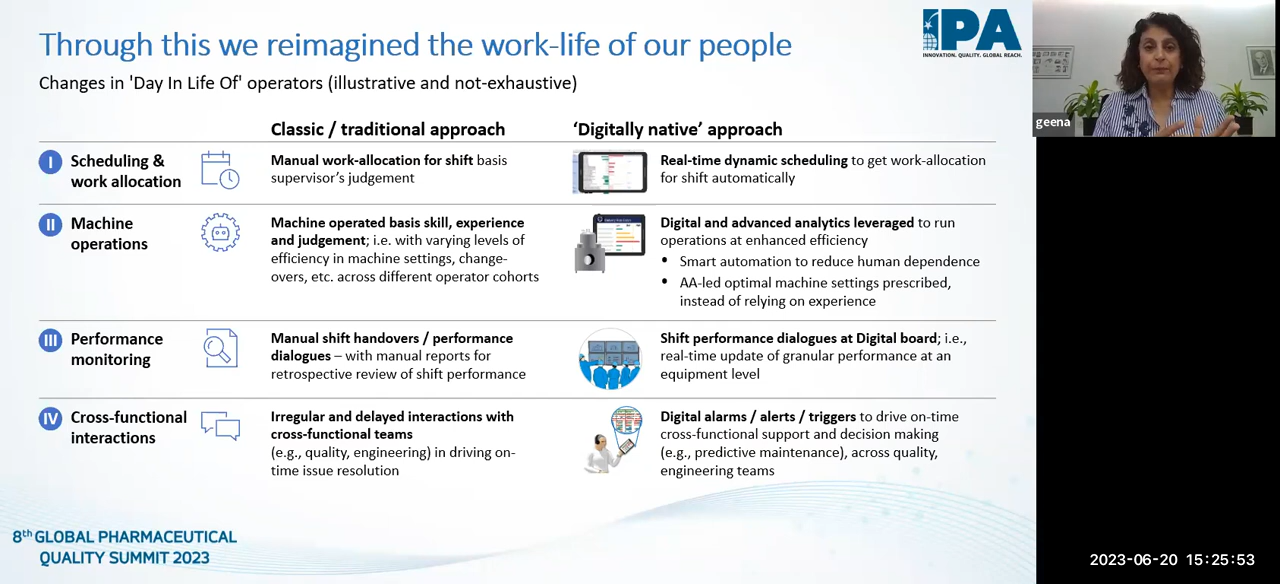 Through this we reimagined the work-life of our people
Changes in 'Day In Life Of' operators (illustrative and not-exhaustive)
IPA
INNOVATION. QUALITY. GLOBAL REACH.
geena
Classic / traditional approach
‘Digitally native’ approach
I
Scheduling &
work allocation
Manual work-allocation for shift basis
supervisor’s judgement
Real-time dynamic scheduling to get work-allocation
for shift automatically
II
Machine
operations
Machine operated basis skill, experience
and judgement; i.e. with varying levels of
efficiency in machine settings, change-
overs, etc. across different operator cohorts
Digital and advanced analytics leveraged to run
operations at enhanced efficiency
• Smart automation to reduce human dependence
• AA-led optimal machine settings prescribed,
instead of relying on experience
III
Performance
monitoring
Manual shift handovers / performance
dialogues – with manual reports for
retrospective review of shift performance
Shift performance dialogues at Digital board; i.e.,
real-time update of granular performance at an
equipment level
IV
Cross-functional
interactions
Irregular and delayed interactions with
cross-functional teams
(e.g., quality, engineering) in driving on-
time issue resolution
Digital alarms / alerts / triggers to drive on-time
cross-functional support and decision making
(e.g., predictive maintenance), across quality,
engineering teams
8th GLOBAL PHARMACEUTICAL
QUALITY SUMMIT 2023
2023-06-20 15:25:53